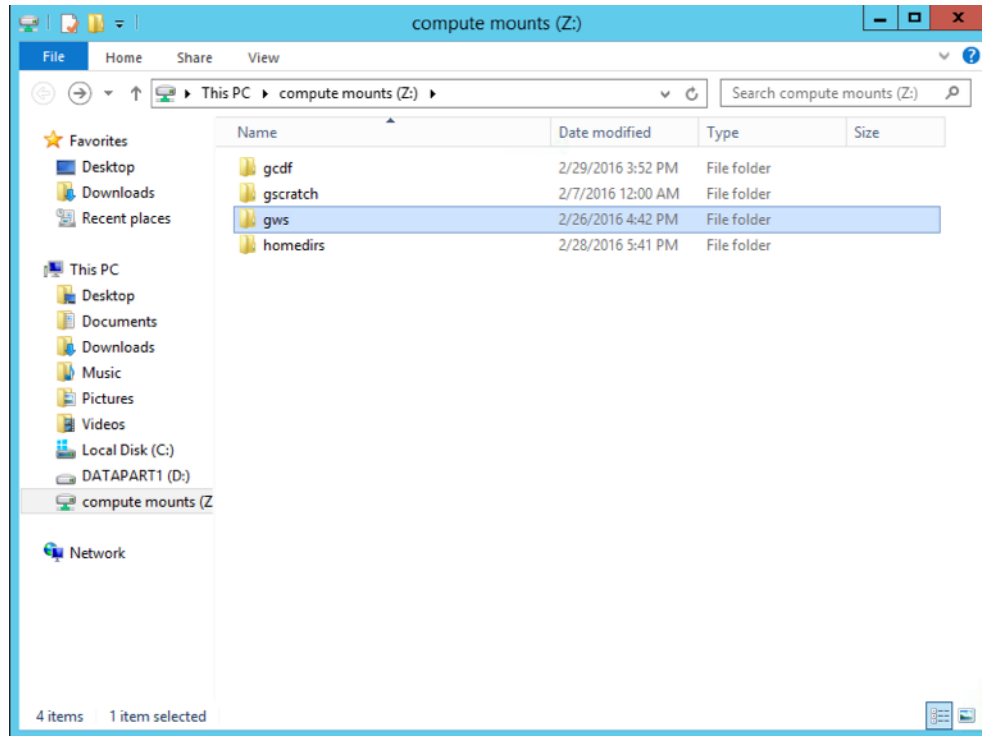 compute mounts (Z:)
File Home Share View
This PC compute mounts (Z:) Search compute mounts (Z:)
Name Date modified Type Size
Favorites
Desktop
Downloads
Recent places
This PC
Desktop
Documents
Downloads
Music
Pictures
Videos
Local Disk (C:)
DATAPART1 (D:)
compute mounts (Z
Network
gcdf 2/29/2016 3:52 PM File folder
gscratch 2/7/2016 12:00 AM File folder
gws 2/26/2016 4:42 PM File folder
homedirs 2/28/2016 5:41 PM File folder
4 items 1 item selected